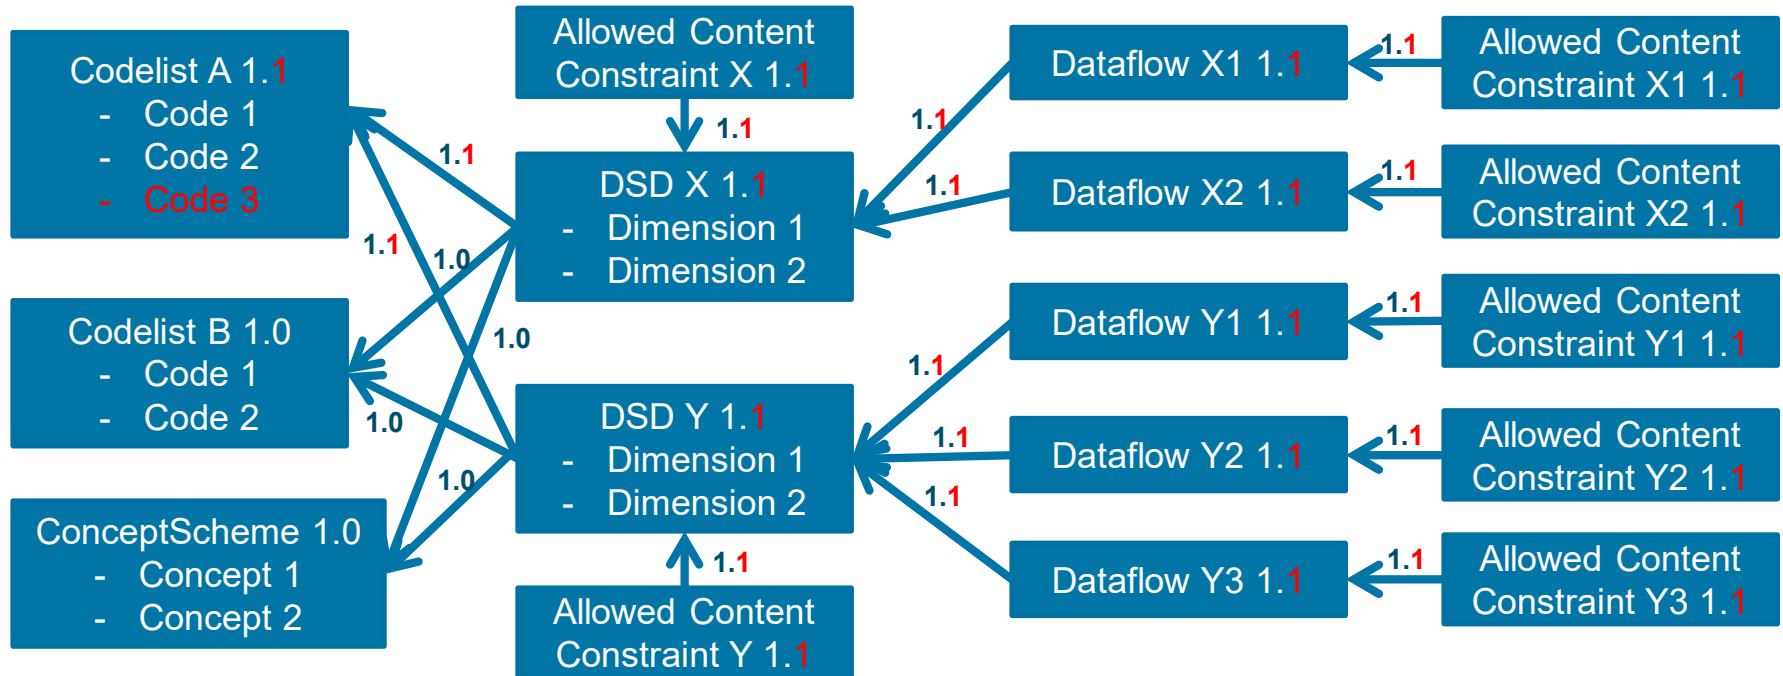 Codelist A 1.1
- Code 1
- Code 2
- Code 3
Codelist B 1.0
- Code 1
- Code 2
ConceptScheme 1.0
- Concept 1
- Concept 2
1.1
1.1
1.0
1.0
1.0
1.0
Allowed Content
Constraint X 1.1
1.1
DSD X 1.1
- Dimension 1
- Dimension 2
DSD Y 1.1
- Dimension 1
- Dimension 2
1.1
Allowed Content
Constraint Y 1.1
1.1
1.1
1.1
1.1
1.1
Dataflow X1 1.1
Dataflow X2 1.1
Dataflow Y1 1.1
Dataflow Y2 1.1
Dataflow Y3 1.1
1.1
1.1
1.1
1.1
1.1
Allowed Content
Constraint X1 1.1
Allowed Content
Constraint X2 1.1
Allowed Content
Constraint Y1 1.1
Allowed Content
Constraint Y2 1.1
Allowed Content
Constraint Y3 1.1